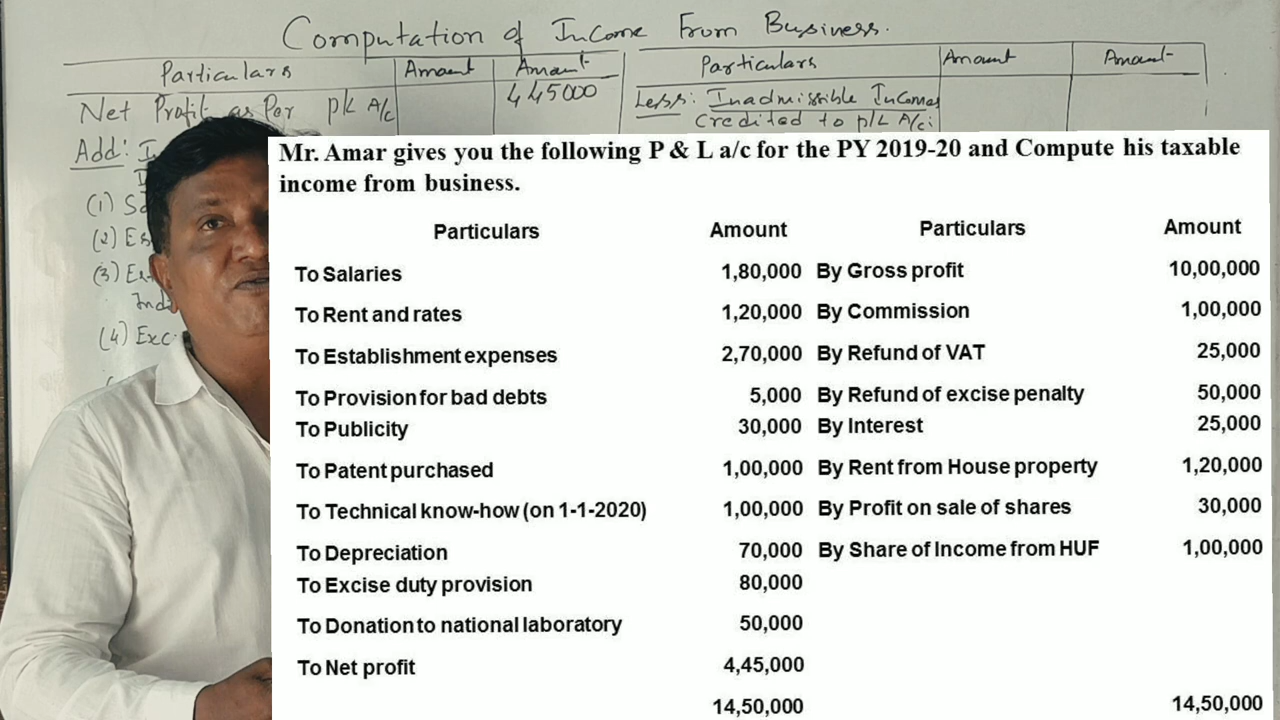 Computation of Income From Business.
Particulars Amount Amount Particulars Amount Amount
Net Profit as Per P/L A/c 445000 Less: Inadmissible Incomes
credited to P/L A/c:
Add:
(1)
(2)
(3)
(4) Exc
Mr. Amar gives you the following P & L a/c for the PY 2019-20 and Compute his taxable
income from business.
Particulars Amount Particulars Amount
To Salaries 1,80,000 By Gross profit 10,00,000
To Rent and rates 1,20,000 By Commission 1,00,000
To Establishment expenses 2,70,000 By Refund of VAT 25,000
To Provision for bad debts 5,000 By Refund of excise penalty 50,000
To Publicity 30,000 By Interest 25,000
To Patent purchased 1,00,000 By Rent from House property 1,20,000
To Technical know-how (on 1-1-2020) 1,00,000 By Profit on sale of shares 30,000
To Depreciation 70,000 By Share of Income from HUF 1,00,000
To Excise duty provision 80,000
To Donation to national laboratory 50,000
To Net profit 4,45,000
14,50,000 14,50,000